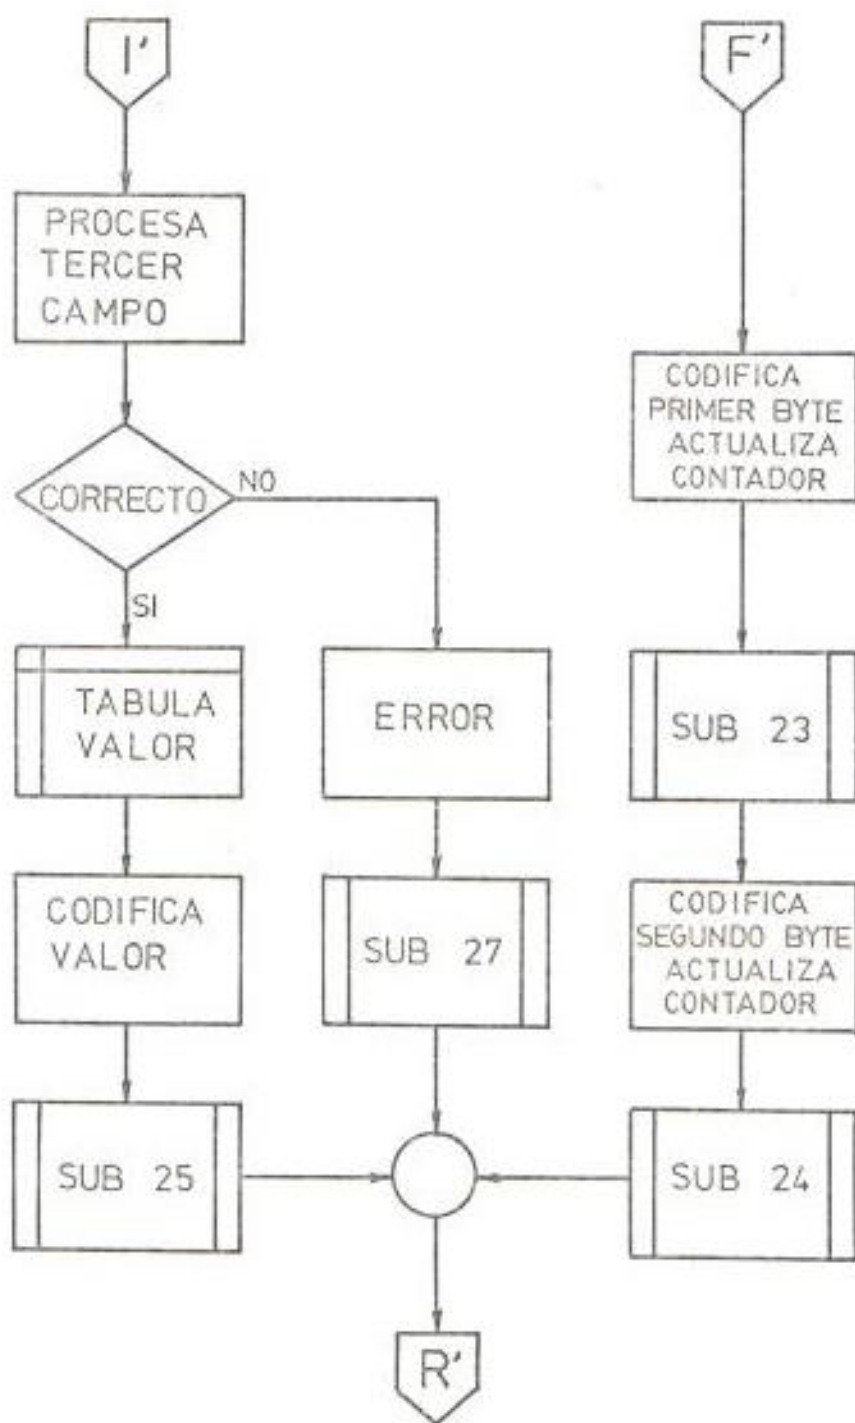 I'
F'
PROCESA
TERCER
CAMPO
CODIFICA
PRIMER BYTE
ACTUALIZA
CONTADOR
CORRECTO
NO
SI
TABULA
VALOR
ERROR
SUB 23
CODIFICA
VALOR
SUB 27
CODIFICA
SEGUNDO BYTE
ACTUALIZA
CONTADOR
SUB 25
SUB 24
R'